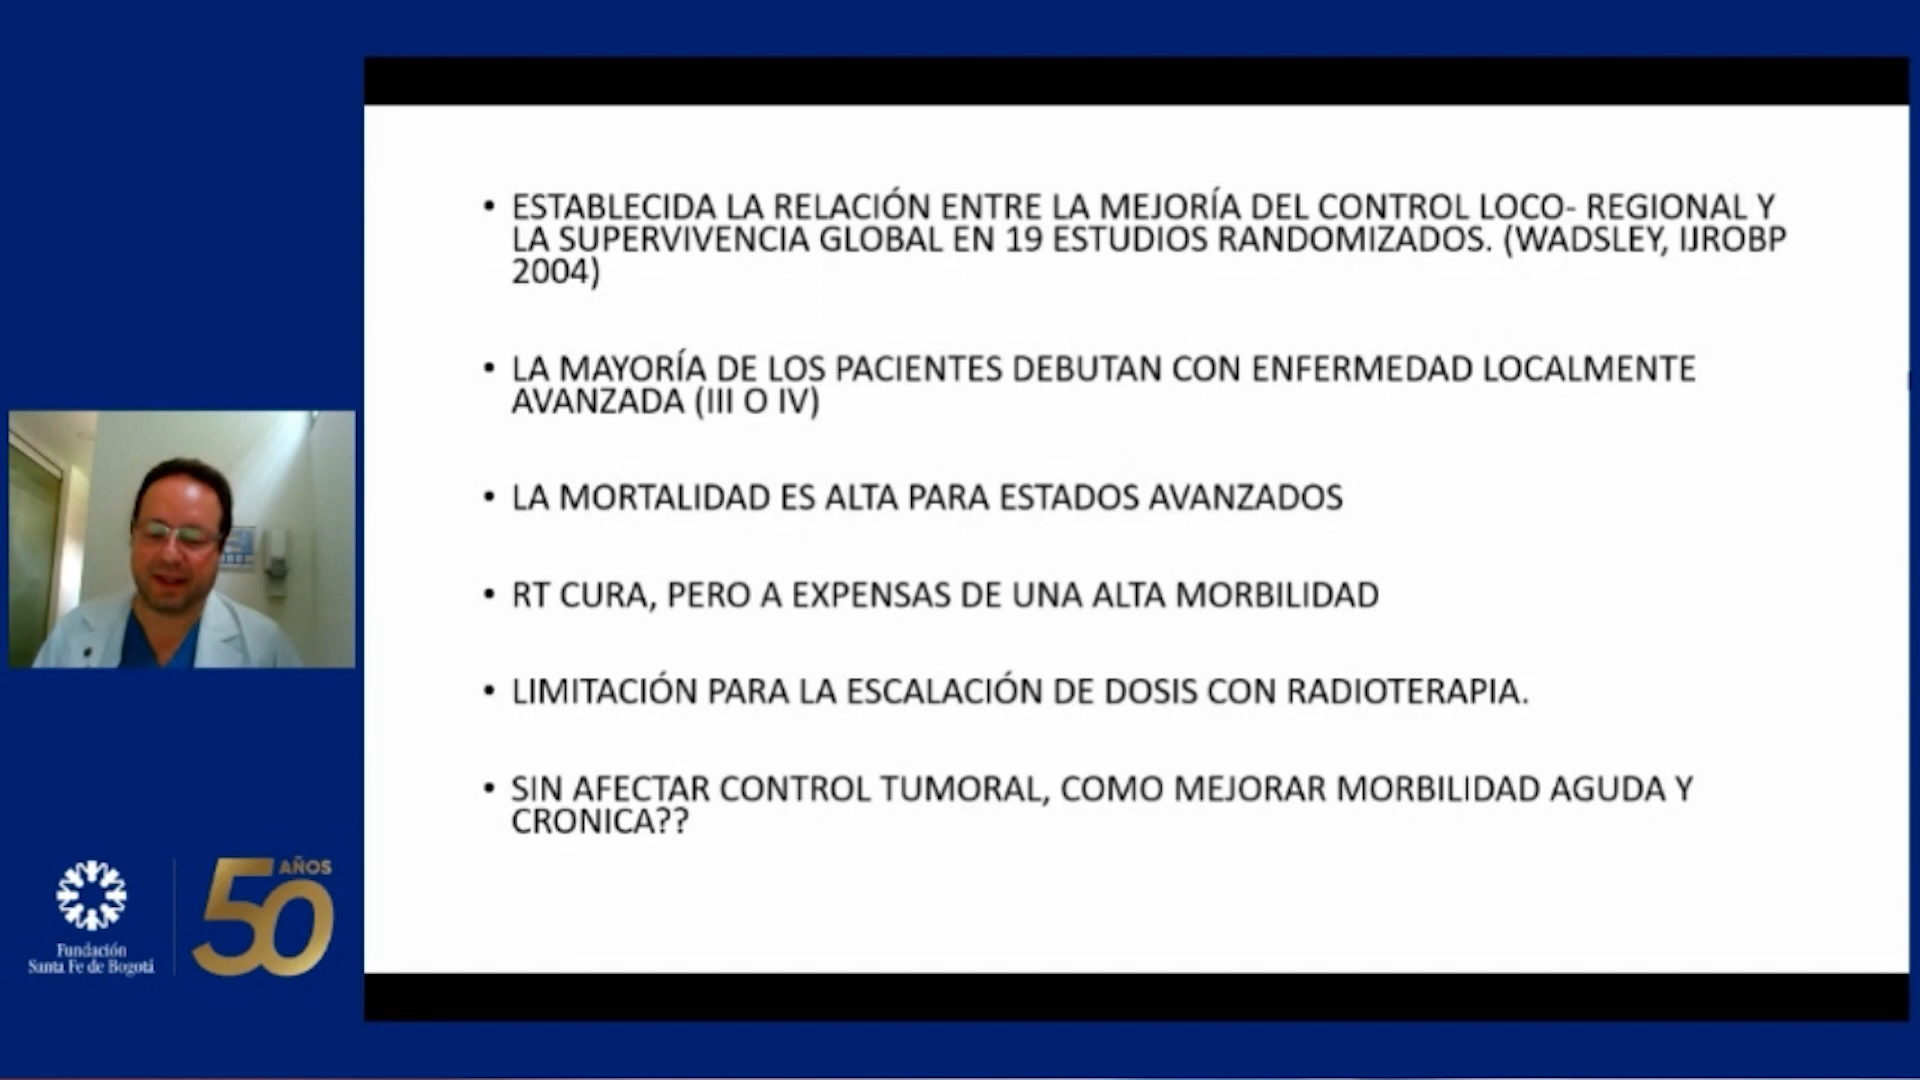 • ESTABLECIDA LA RELACIÓN ENTRE LA MEJORÍA DEL CONTROL LOCO- REGIONAL Y
LA SUPERVIVENCIA GLOBAL EN 19 ESTUDIOS RANDOMIZADOS. (WADSLEY, IJROBP
2004)
• LA MAYORÍA DE LOS PACIENTES DEBUTAN CON ENFERMEDAD LOCALMENTE
AVANZADA (III O IV)
• LA MORTALIDAD ES ALTA PARA ESTADOS AVANZADOS
• RT CURA, PERO A EXPENSAS DE UNA ALTA MORBILIDAD
• LIMITACIÓN PARA LA ESCALACIÓN DE DOSIS CON RADIOTERAPIA.
• SIN AFECTAR CONTROL TUMORAL, COMO MEJORAR MORBILIDAD AGUDA Y
CRONICA??
Fundación
Santa Fe de Bogotá
50 AÑOS